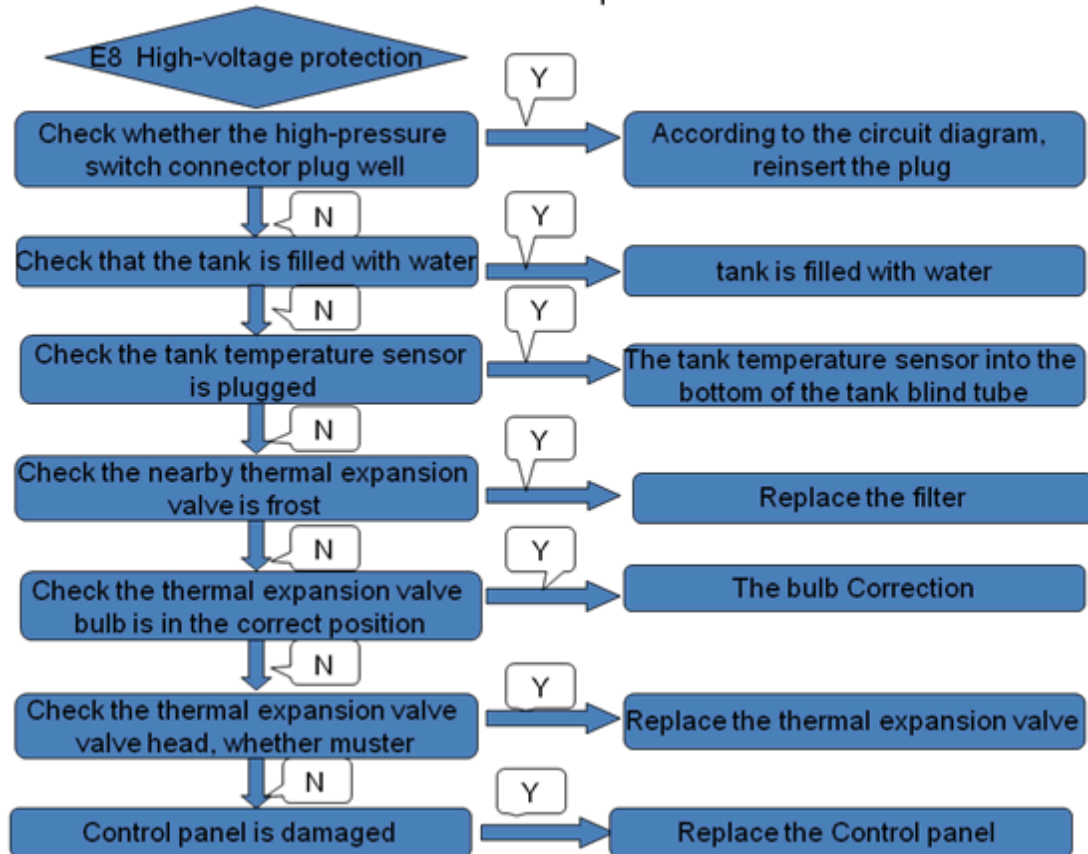 E8 High-voltage protection
Y
Check whether the high-pressure
switch connector plug well
According to the circuit diagram,
reinsert the plug
N
Y
Check that the tank is filled with water
tank is filled with water
N
Y
Check the tank temperature sensor
is plugged
The tank temperature sensor into the
bottom of the tank blind tube
N
Y
Check the nearby thermal expansion
valve is frost
Replace the filter
N
Y
Check the thermal expansion valve
bulb is in the correct position
The bulb Correction
N
Y
Check the thermal expansion valve
valve head, whether muster
Replace the thermal expansion valve
N
Y
Control panel is damaged
Replace the Control panel